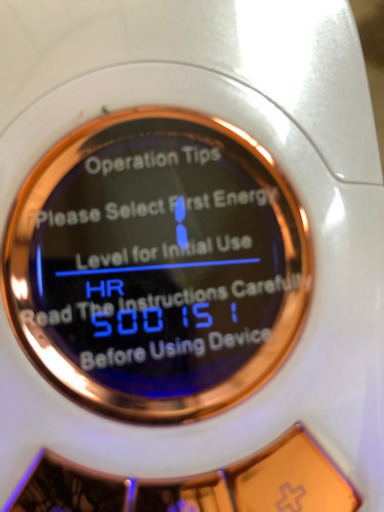 Operation Tips
Please Select First Energy
1
Level for Initial Use
HR
Read The Instructions Carefully
500151
Before Using Device